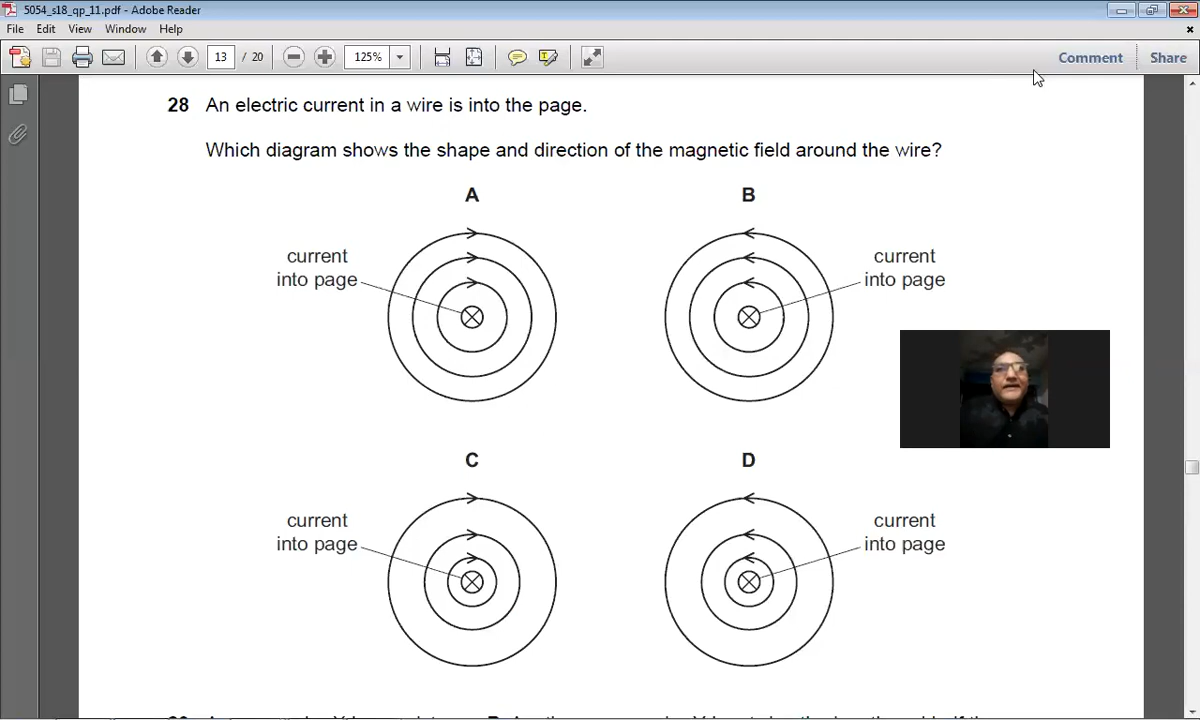 5054_s18_qp_11.pdf - Adobe Reader
File Edit View Window Help
13 / 20 125% Comment Share
28 An electric current in a wire is into the page.
Which diagram shows the shape and direction of the magnetic field around the wire?
A B
current
into page
current
into page
C D
current
into page
current
into page